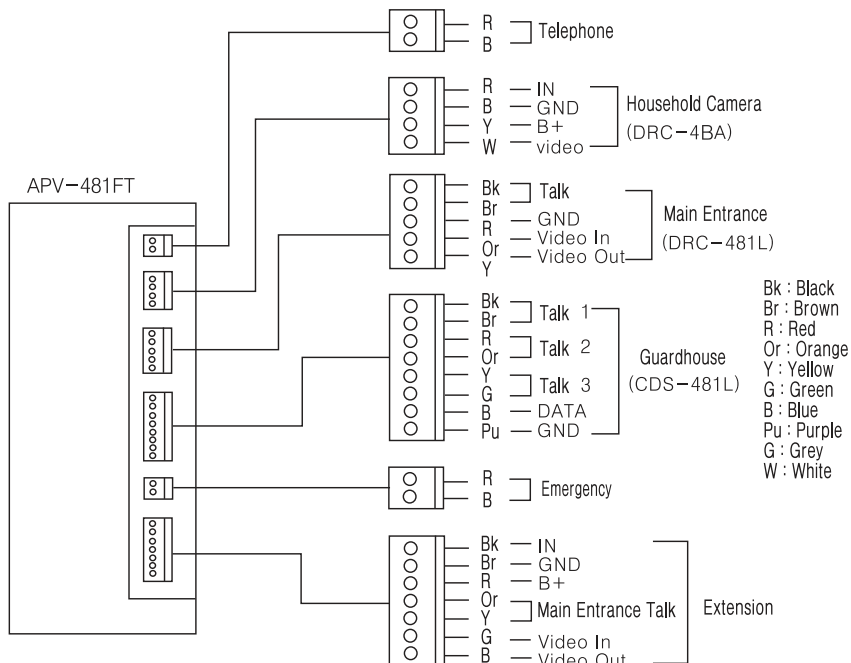 R
B
Telephone
R — IN
B — GND
Y — B+
W — video
Household Camera
(DRC-4BA)
APV-481FT
Bk
Br
Talk
R — GND
Or — Video In
Y — Video Out
Main Entrance
(DRC-481L)
Bk
Br
Talk 1
R
Or
Talk 2
Y
G
Talk 3
B — DATA
Pu — GND
Guardhouse
(CDS-481L)
Bk : Black
Br : Brown
R : Red
Or : Orange
Y : Yellow
G : Green
B : Blue
Pu : Purple
G : Grey
W : White
R
B
Emergency
Bk — IN
Br — GND
R — B+
Or
Y
Main Entrance Talk
G — Video In
B — Video Out
Extension